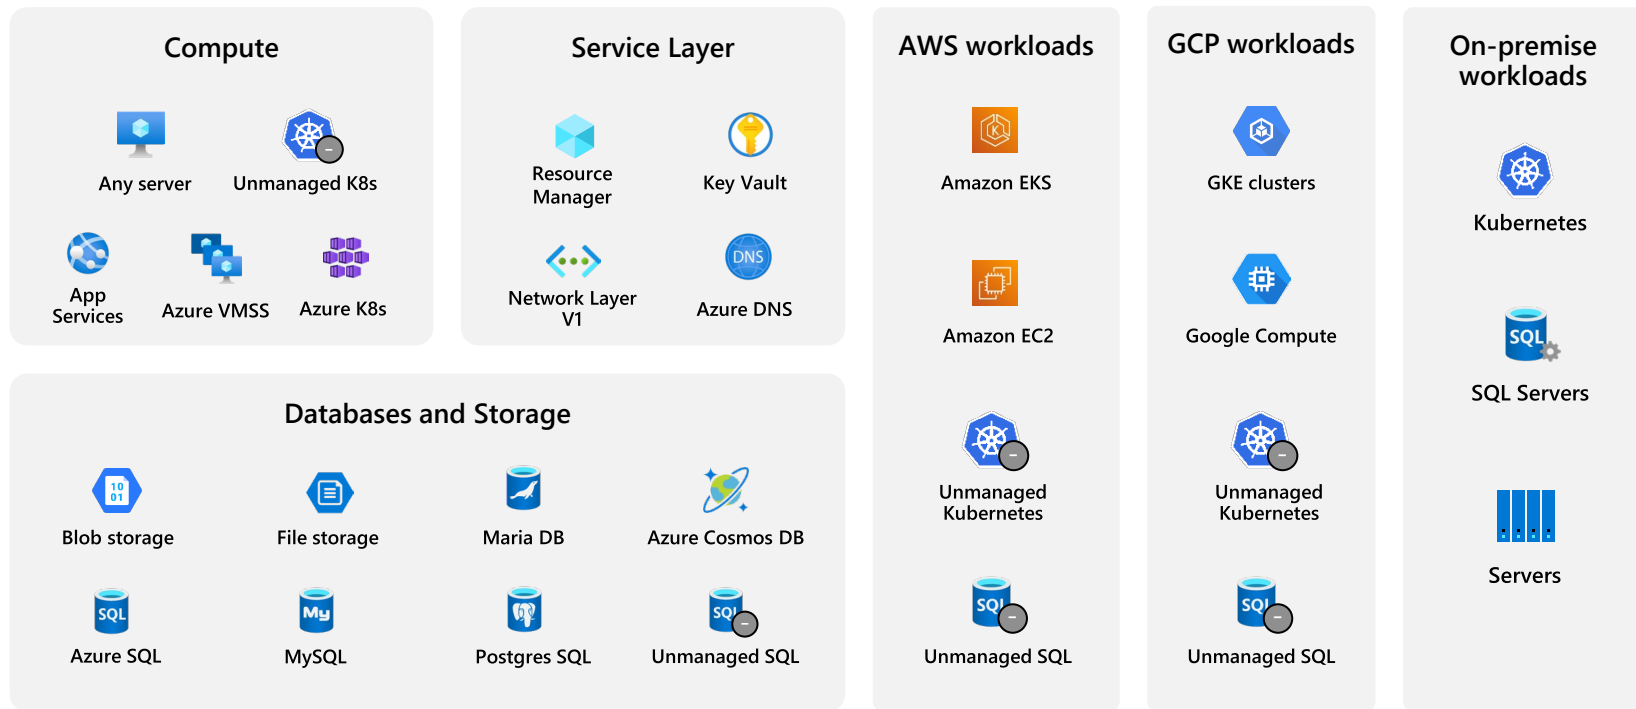 Compute
Any server
Unmanaged K8s
App
Services
Azure VMSS
Azure K8s
Service Layer
Resource
Manager
Key Vault
Network Layer
V1
DNS
Azure DNS
Databases and Storage
10
01
Blob storage
File storage
Maria DB
Azure Cosmos DB
SQL
Azure SQL
My
MySQL
Postgres SQL
SQL
Unmanaged SQL
AWS workloads
K
Amazon EKS
Amazon EC2
Unmanaged
Kubernetes
SQL
Unmanaged SQL
GCP workloads
GKE clusters
Google Compute
Unmanaged
Kubernetes
SQL
Unmanaged SQL
On-premise
workloads
Kubernetes
SQL
SQL Servers
Servers